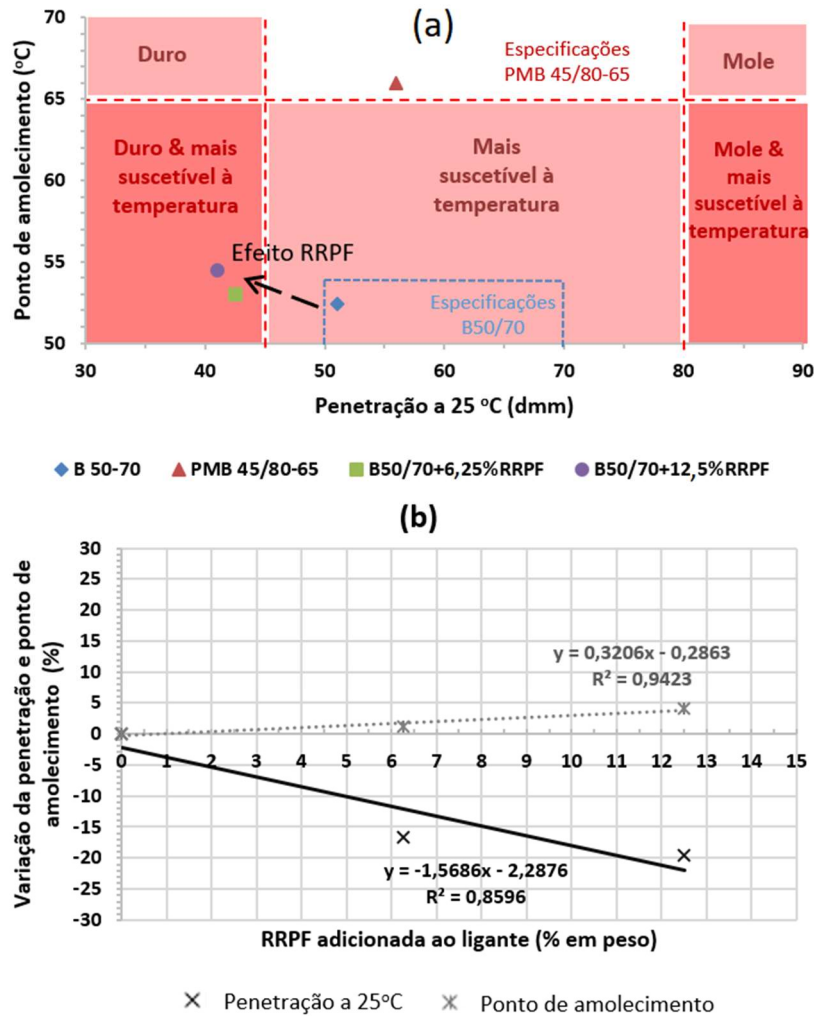 (a)
Ponto de amolecimento (ºC)
70
65
60
55
50
Duro
Especificações
PMB 45/80-65
Mole
Duro & mais
suscetível à
temperatura
Mais
suscetível à
temperatura
Mole &
mais
suscetível à
temperatura
Efeito RRPF
Especificações
B50/70
30 40 50 60 70 80 90
Penetração a 25 ºC (dmm)
B 50-70 PMB 45/80-65 B50/70+6,25%RRPF B50/70+12,5%RRPF
(b)
Variação da penetração e ponto de
amolecimento (%)
30
25
20
15
10
5
0
-5
-10
-15
-20
-25
-30
y = 0,3206x - 0,2863
R² = 0,9423
0 1 2 3 4 5 6 7 8 9 10 11 12 13 14 15
y = -1,5686x - 2,2876
R² = 0,8596
RRPF adicionada ao ligante (% em peso)
Penetração a 25ºC Ponto de amolecimento